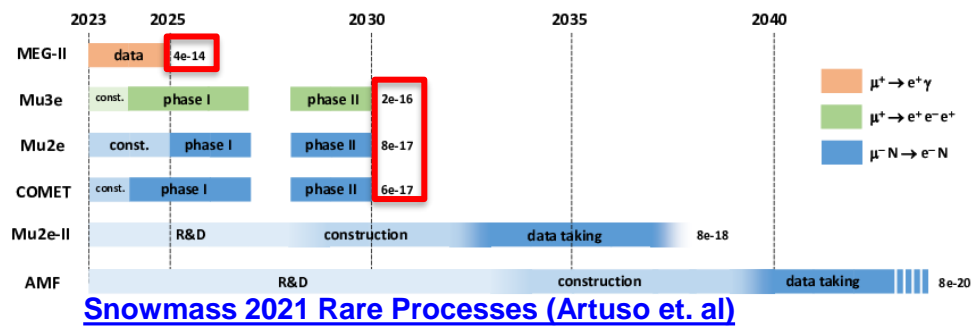 2023 2025 2030 2035 2040
MEG-II data 4e-14
μ⁺ → e⁺ γ
Mu3e const. phase I phase II 2e-16
μ⁺ → e⁺ e⁻ e⁺
Mu2e const. phase I phase II 8e-17
μ⁻ N → e⁻ N
COMET const. phase I phase II 6e-17
Mu2e-II R&D construction data taking 8e-18
AMF R&D construction data taking 8e-20
Snowmass 2021 Rare Processes (Artuso et. al)